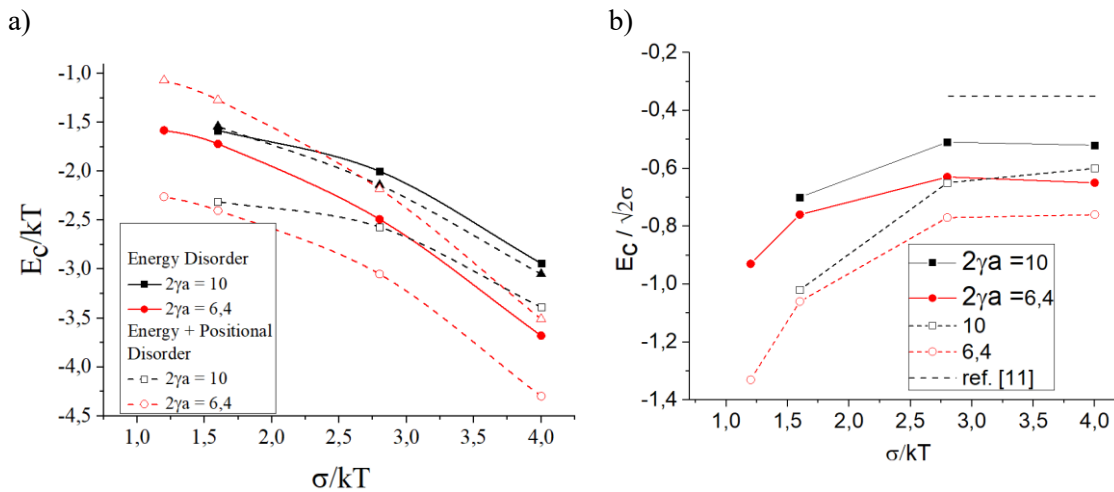 a)
-1,0
-1,5
-2,0
-2,5
-3,0
-3,5
-4,0
-4,5
Ec/kT
Energy Disorder
2γa = 10
2γa = 6,4
Energy + Positional
Disorder
2γa = 10
2γa = 6,4
1,0 1,5 2,0 2,5 3,0 3,5 4,0
σ/kT
b)
-0,2
-0,4
-0,6
-0,8
-1,0
-1,2
-1,4
Ec / √2σ
2γa =10
2γa =6,4
10
6,4
ref. [11]
1,0 1,5 2,0 2,5 3,0 3,5 4,0
σ/kT